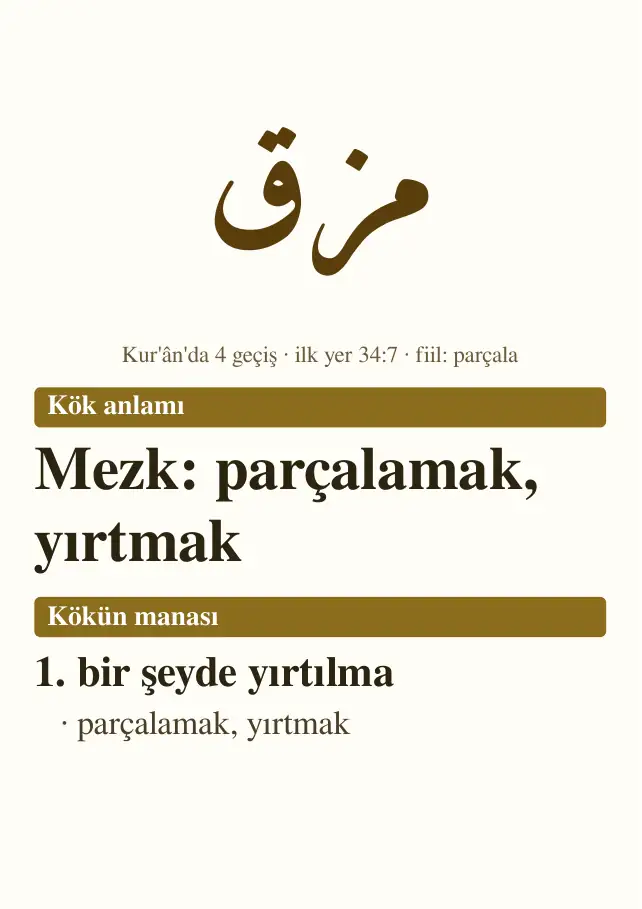 مزق
Kur'ân'da 4 geçiş · ilk yer 34:7 · fiil: parçala
Kök anlamı
Mezk: parçalamak,
yırtmak
Kökün manası
1. bir şeyde yırtılma
· parçalamak, yırtmak